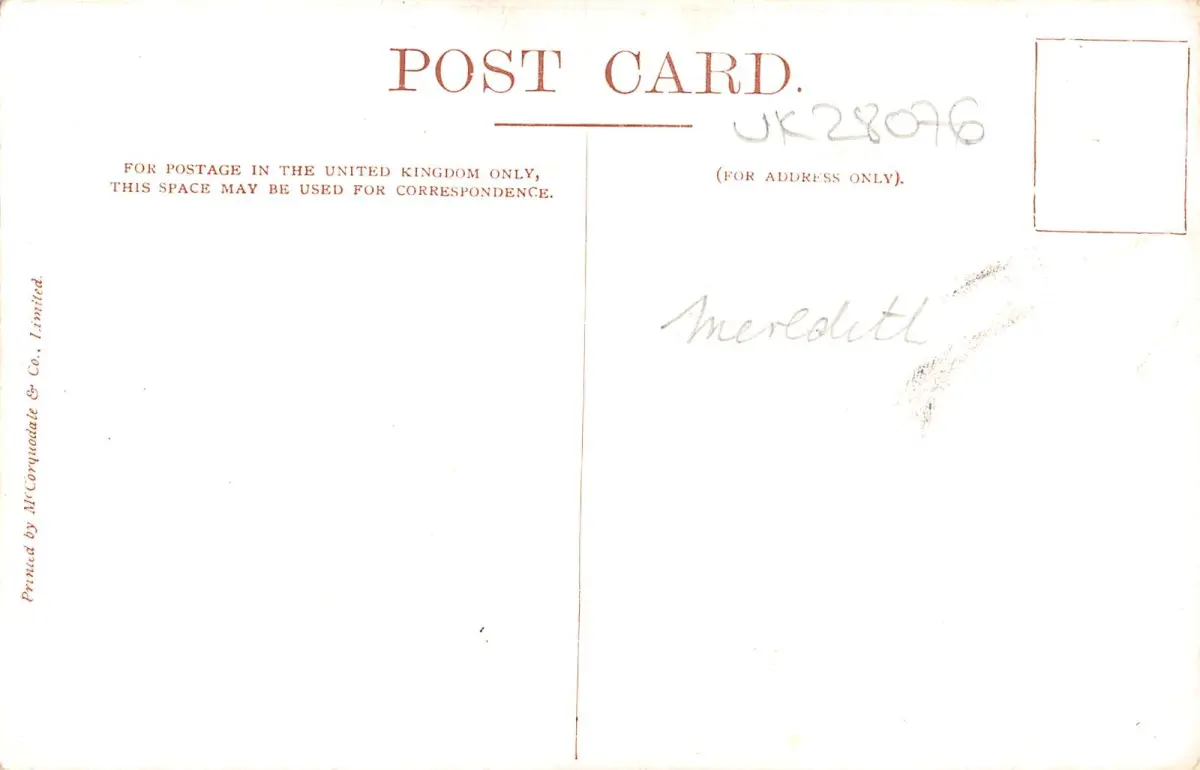 POST CARD.
UK28076
FOR POSTAGE IN THE UNITED KINGDOM ONLY,
THIS SPACE MAY BE USED FOR CORRESPONDENCE.
(FOR ADDRESS ONLY).
Meredith
Printed by McCorquodale & Co., Limited.